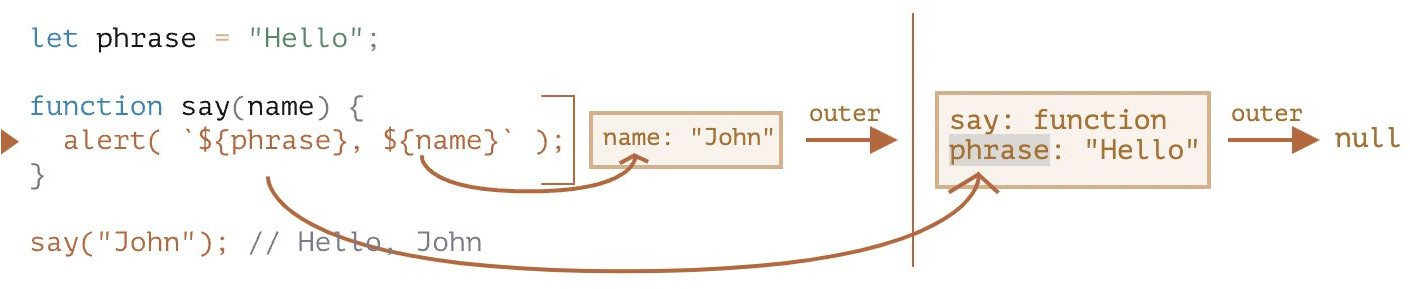 let phrase = "Hello";
function say(name) {
  alert( `${phrase}, ${name}` );
}
say("John"); // Hello, John
name: "John"
outer
say: function
phrase: "Hello"
outer
null